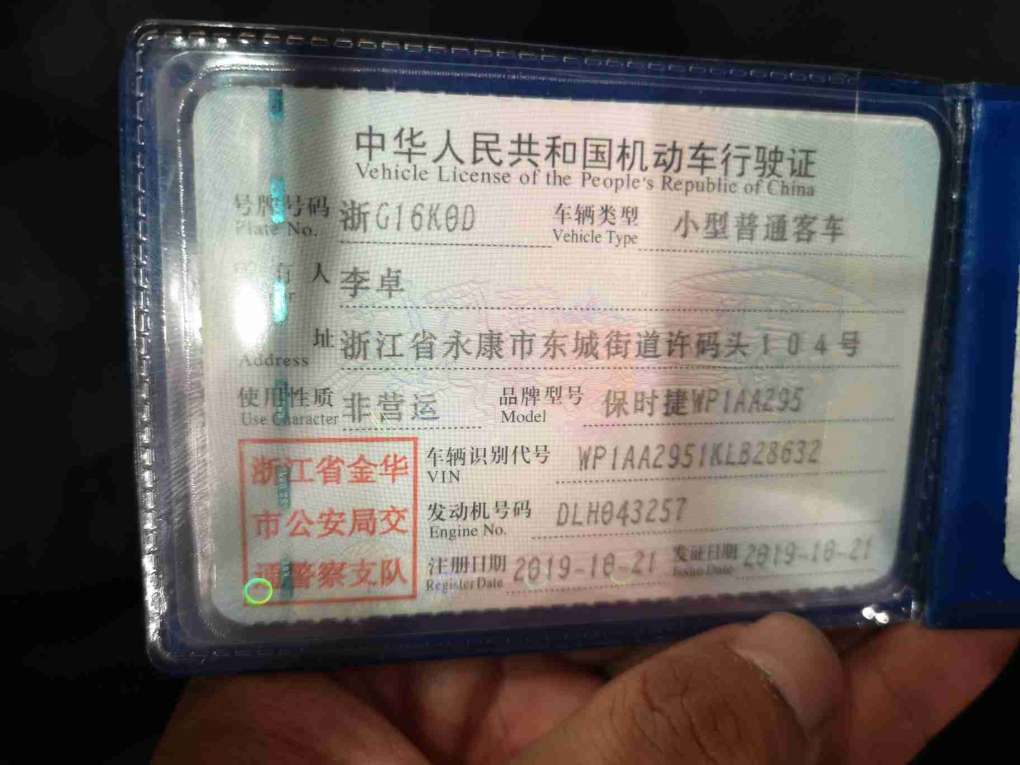 中华人民共和国机动车行驶证
Vehicle License of the People's Republic of China
号牌号码 浙G16K0D 车辆类型 小型普通客车
Plate No. Vehicle Type
人 李卓
址 浙江省永康市东城街道许码头104号
Address
使用性质 非营运 品牌型号 保时捷WP1AA295
Use Character Model
浙江省金华 车辆识别代号 WP1AA2951KLB28632
VIN
市公安局交 发动机号码 DLH043257
Engine No.
通警察支队 注册日期 2019-10-21 发证日期 2019-10-21
Register Date Issue Date